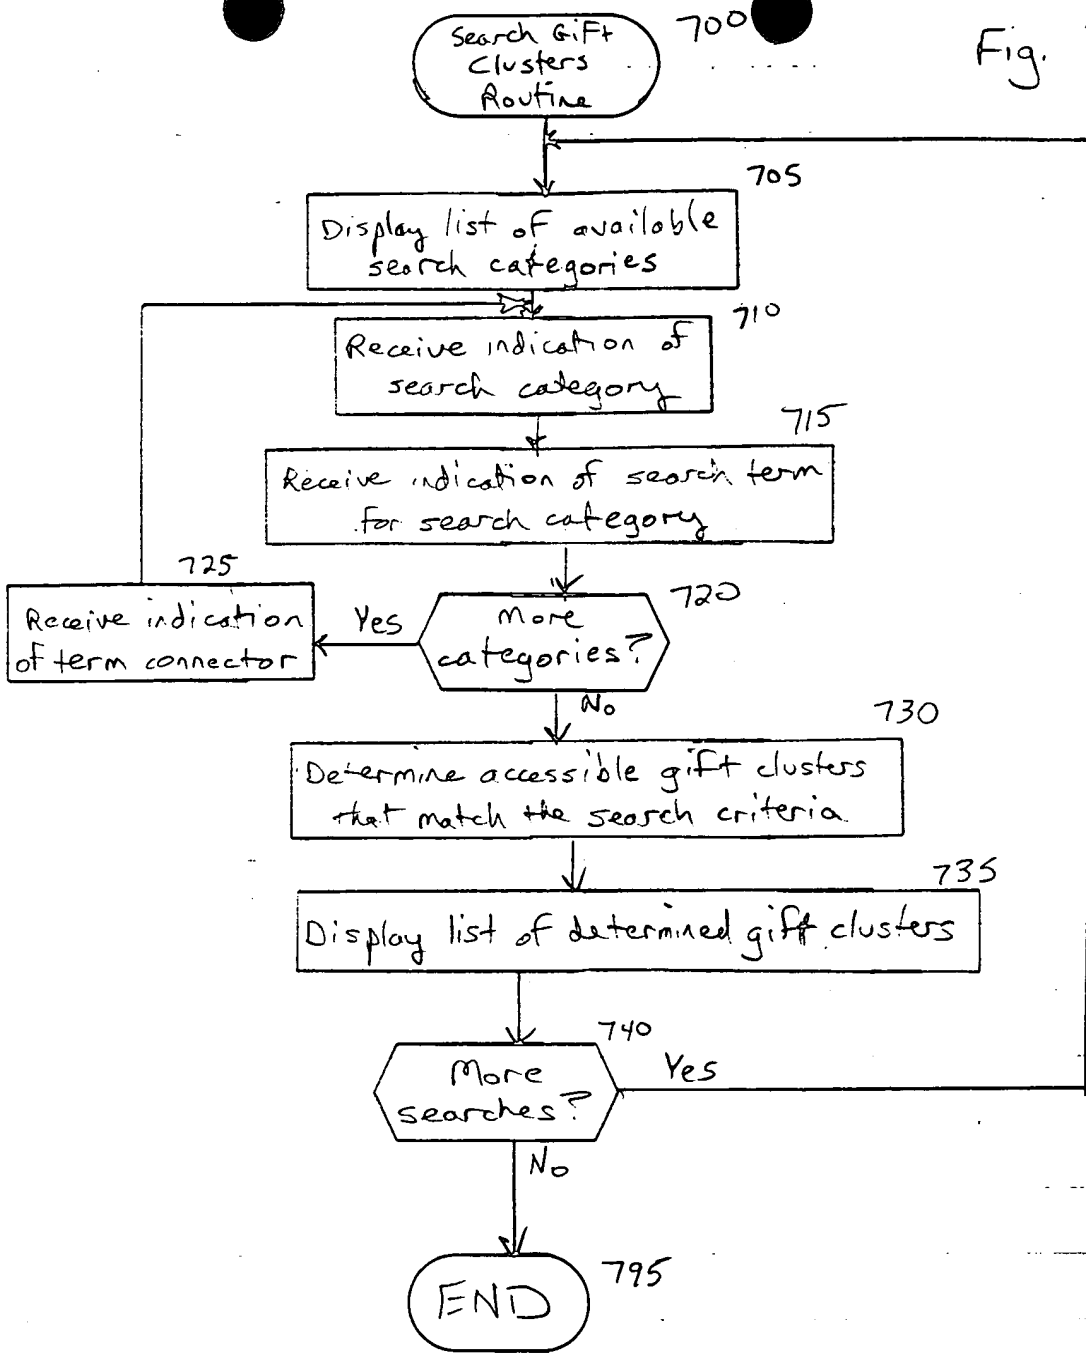 700
Fig.
Search Gift
Clusters
Routine
705
Display list of available
search categories
710
Receive indication of
search category
715
Receive indication of search term
for search category
725
Receive indication
of term connector
Yes
720
More
categories?
No
730
Determine accessible gift clusters
that match the search criteria
735
Display list of determined gift clusters
740
More
searches?
Yes
No
795
END